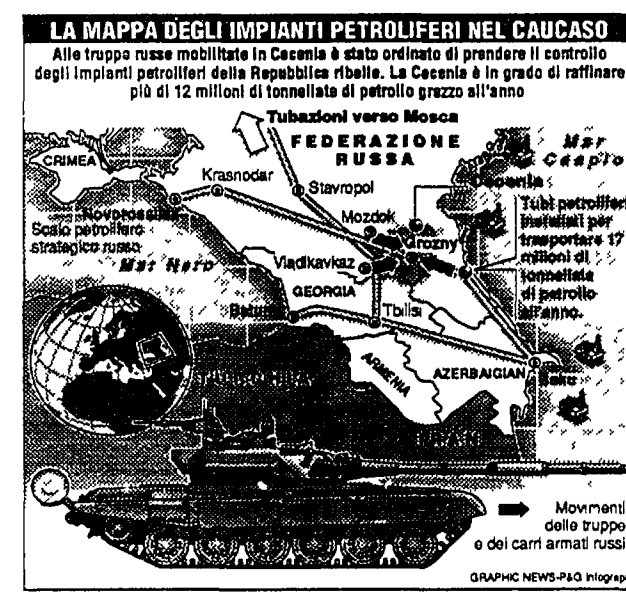 LA MAPPA DEGLI IMPIANTI PETROLIFERI NEL CAUCASO
Alle truppe russe mobilitate in Cecenia è stato ordinato di prendere il controllo
degli impianti petroliferi della Repubblica ribelle. La Cecenia è in grado di raffinare
più di 12 milioni di tonnellate di petrolio grezzo all'anno
Tubazioni verso Mosca
FEDERAZIONE
RUSSA
Mar
Caspio
CRIMEA
Krasnodar
Stavropol
Cecenia
Novorossisk
Scalo petrolifero
strategico russo
Mozdok
Grozny
Tubi petroliferi
installati per
trasportare 17
milioni di
tonnellate
di petrolio
all'anno.
Mar Nero
Vladikavkaz
GEORGIA
Batumi
Tbilisi
ARMENIA
AZERBAIGIAN
Baku
IRAN
Movimenti
delle truppe
e dei carri armati russi
GRAPHIC NEWS-P&G Infograp